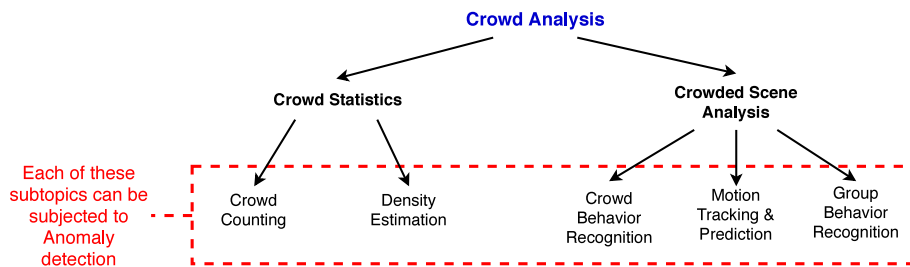 Crowd Analysis
Crowd Statistics
Crowded Scene
Analysis
Each of these
subtopics can be
subjected to
Anomaly
detection
Crowd
Counting
Density
Estimation
Crowd
Behavior
Recognition
Motion
Tracking &
Prediction
Group
Behavior
Recognition